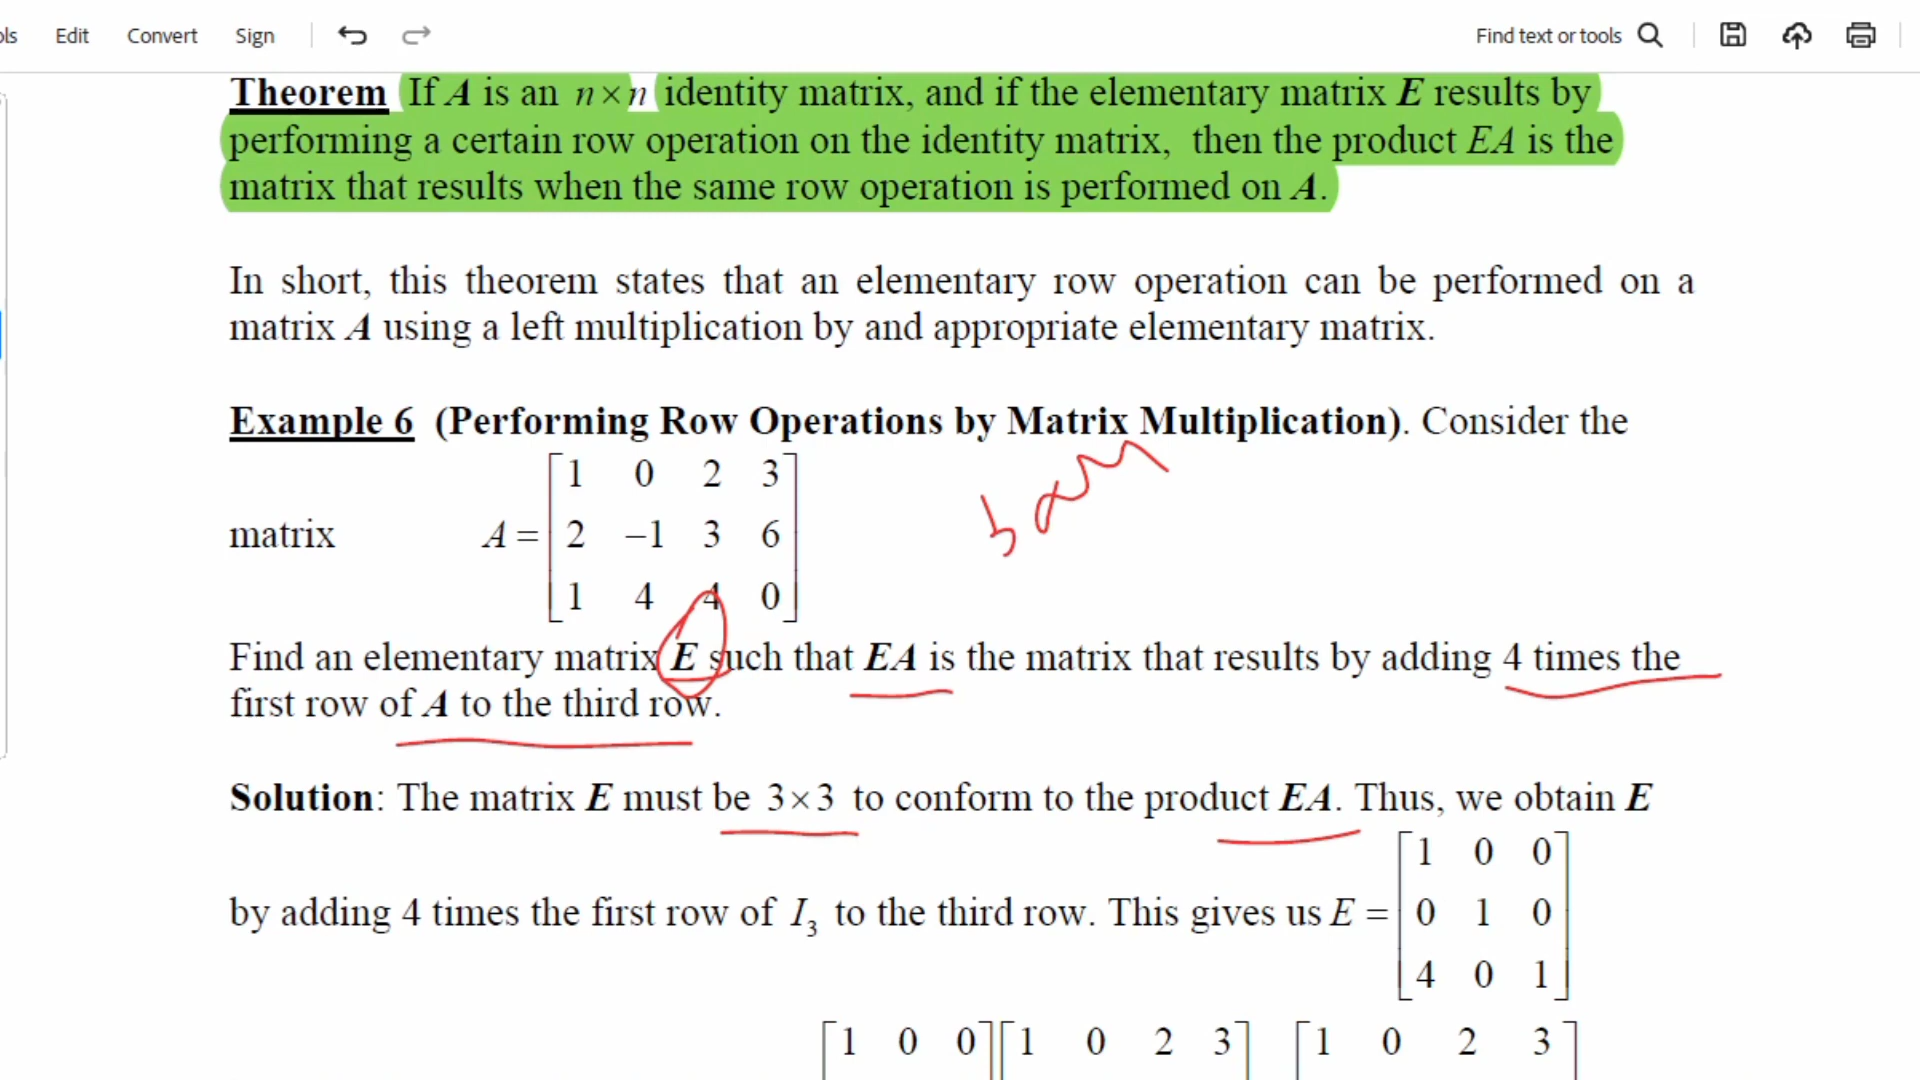 ols Edit Convert Sign Find text or tools
Theorem If A is an n×n identity matrix, and if the elementary matrix E results by
performing a certain row operation on the identity matrix, then the product EA is the
matrix that results when the same row operation is performed on A.
In short, this theorem states that an elementary row operation can be performed on a
matrix A using a left multiplication by and appropriate elementary matrix.
Example 6 (Performing Row Operations by Matrix Multiplication). Consider the
1 0 2 3
matrix A = 2 −1 3 6
1 4 4 0
Find an elementary matrix E such that EA is the matrix that results by adding 4 times the
first row of A to the third row.
Solution: The matrix E must be 3×3 to conform to the product EA. Thus, we obtain E
1 0 0
by adding 4 times the first row of I3 to the third row. This gives us E = 0 1 0
4 0 1
1 0 0 1 0 2 3 1 0 2 3